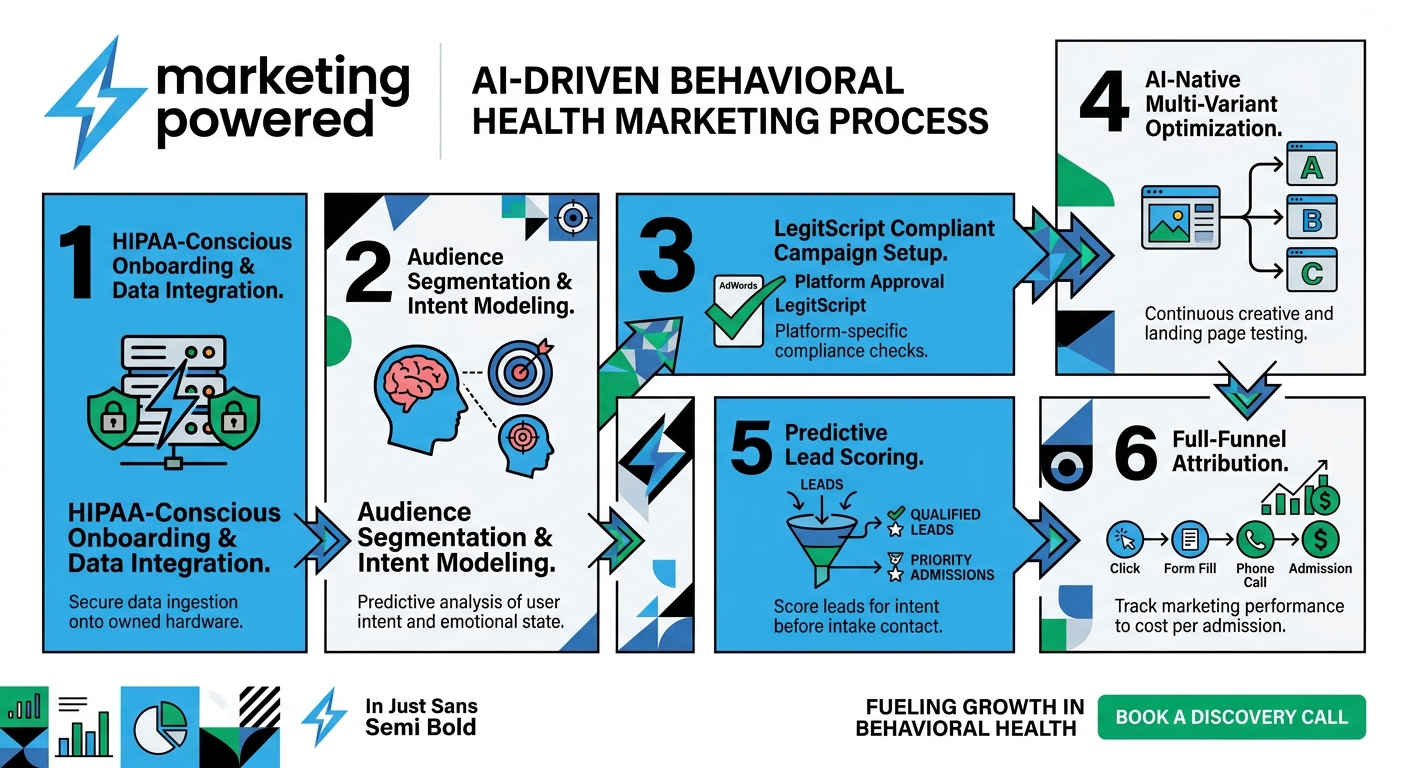 marketing
powered
AI-DRIVEN BEHAVIORAL
HEALTH MARKETING PROCESS
1
HIPAA-Conscious
Onboarding &
Data Integration.
HIPAA-Conscious
Onboarding &
Data Integration.
Secure data ingestion
onto owned hardware.
2
Audience
Segmentation &
Intent Modeling.
Audience
Segmentation &
Intent Modeling.
Predictive analysis of user
intent and emotional state.
3
LegitScript Compliant
Campaign Setup.
AdWords
Platform Approval
LegitScript
Platform-specific
compliance checks.
4
AI-Native
Multi-Variant
Optimization.
A
B
C
Continuous creative and
landing page testing.
5
Predictive
Lead Scoring.
LEADS
QUALIFIED
LEADS
PRIORITY
ADMISSIONS
Score leads for intent
before intake contact.
6
Full-Funnel
Attribution.
$
$
Click
Form Fill
Phone
Call
Admission
Track marketing performance
to cost per admission.
In Just Sans
Semi Bold
FUELING GROWTH IN
BEHAVIORAL HEALTH
BOOK A DISCOVERY CALL